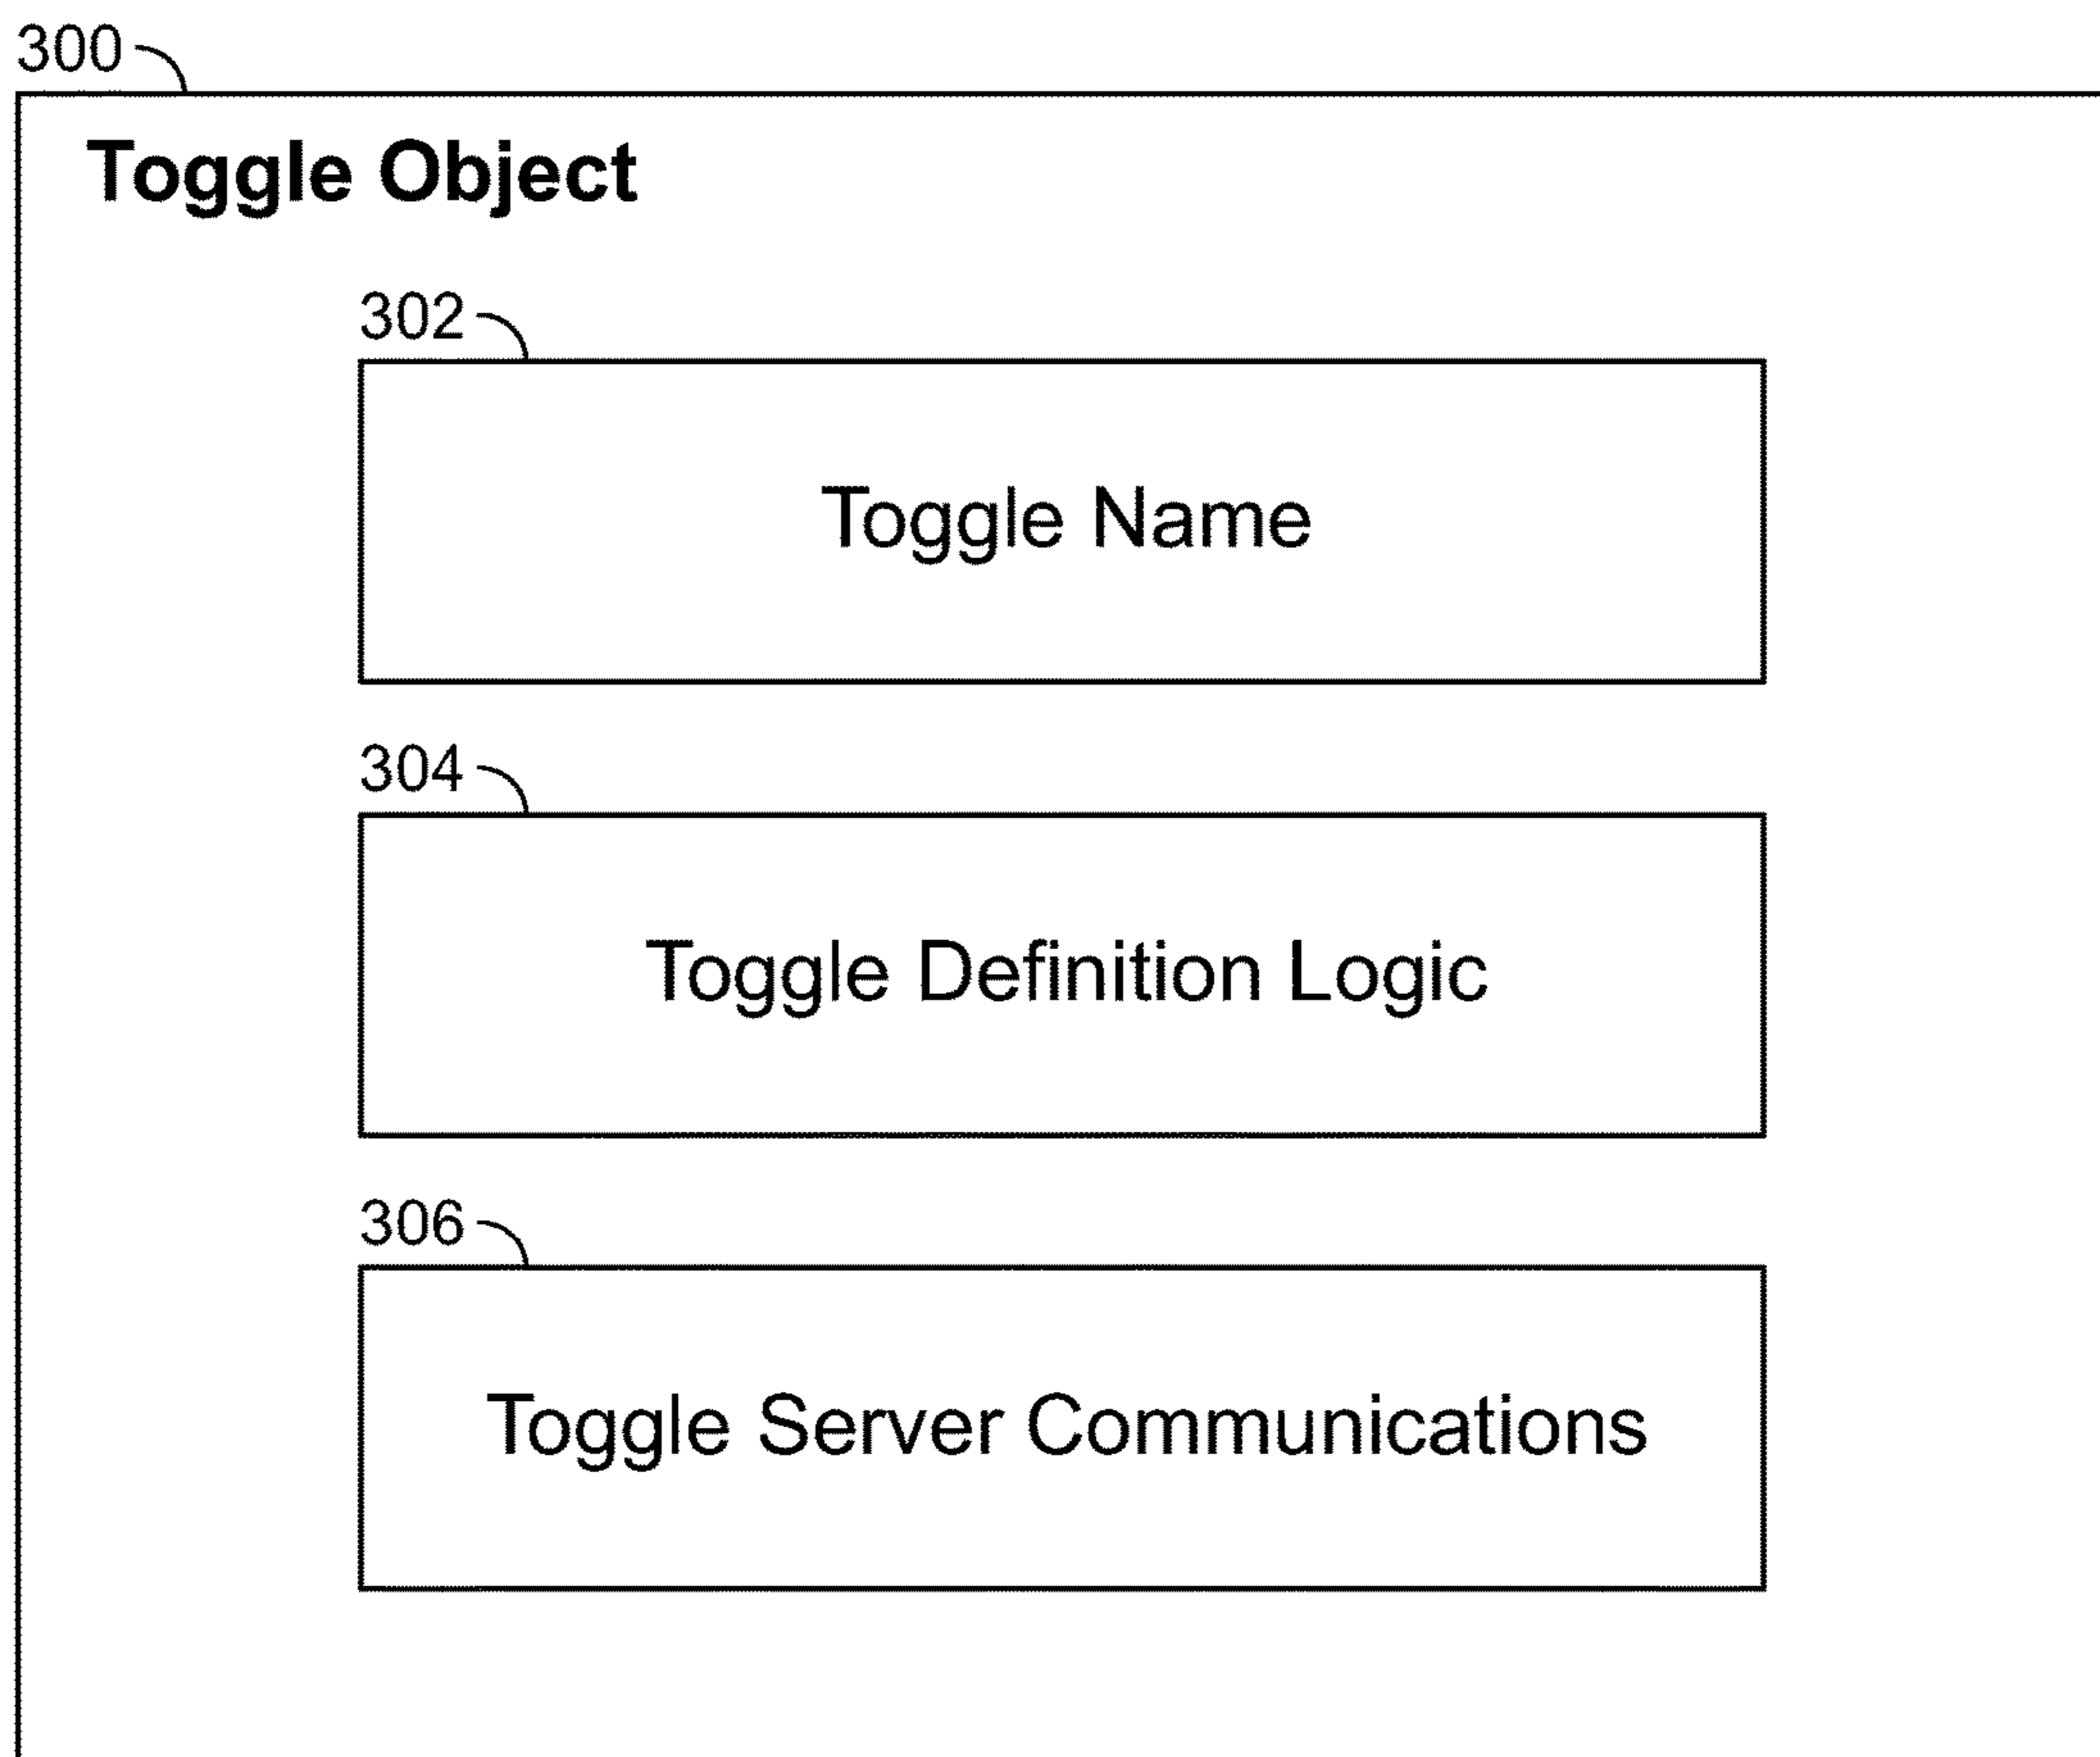 300
Toggle Object
302
Toggle Name
304
Toggle Definition Logic
306
Toggle Server Communications